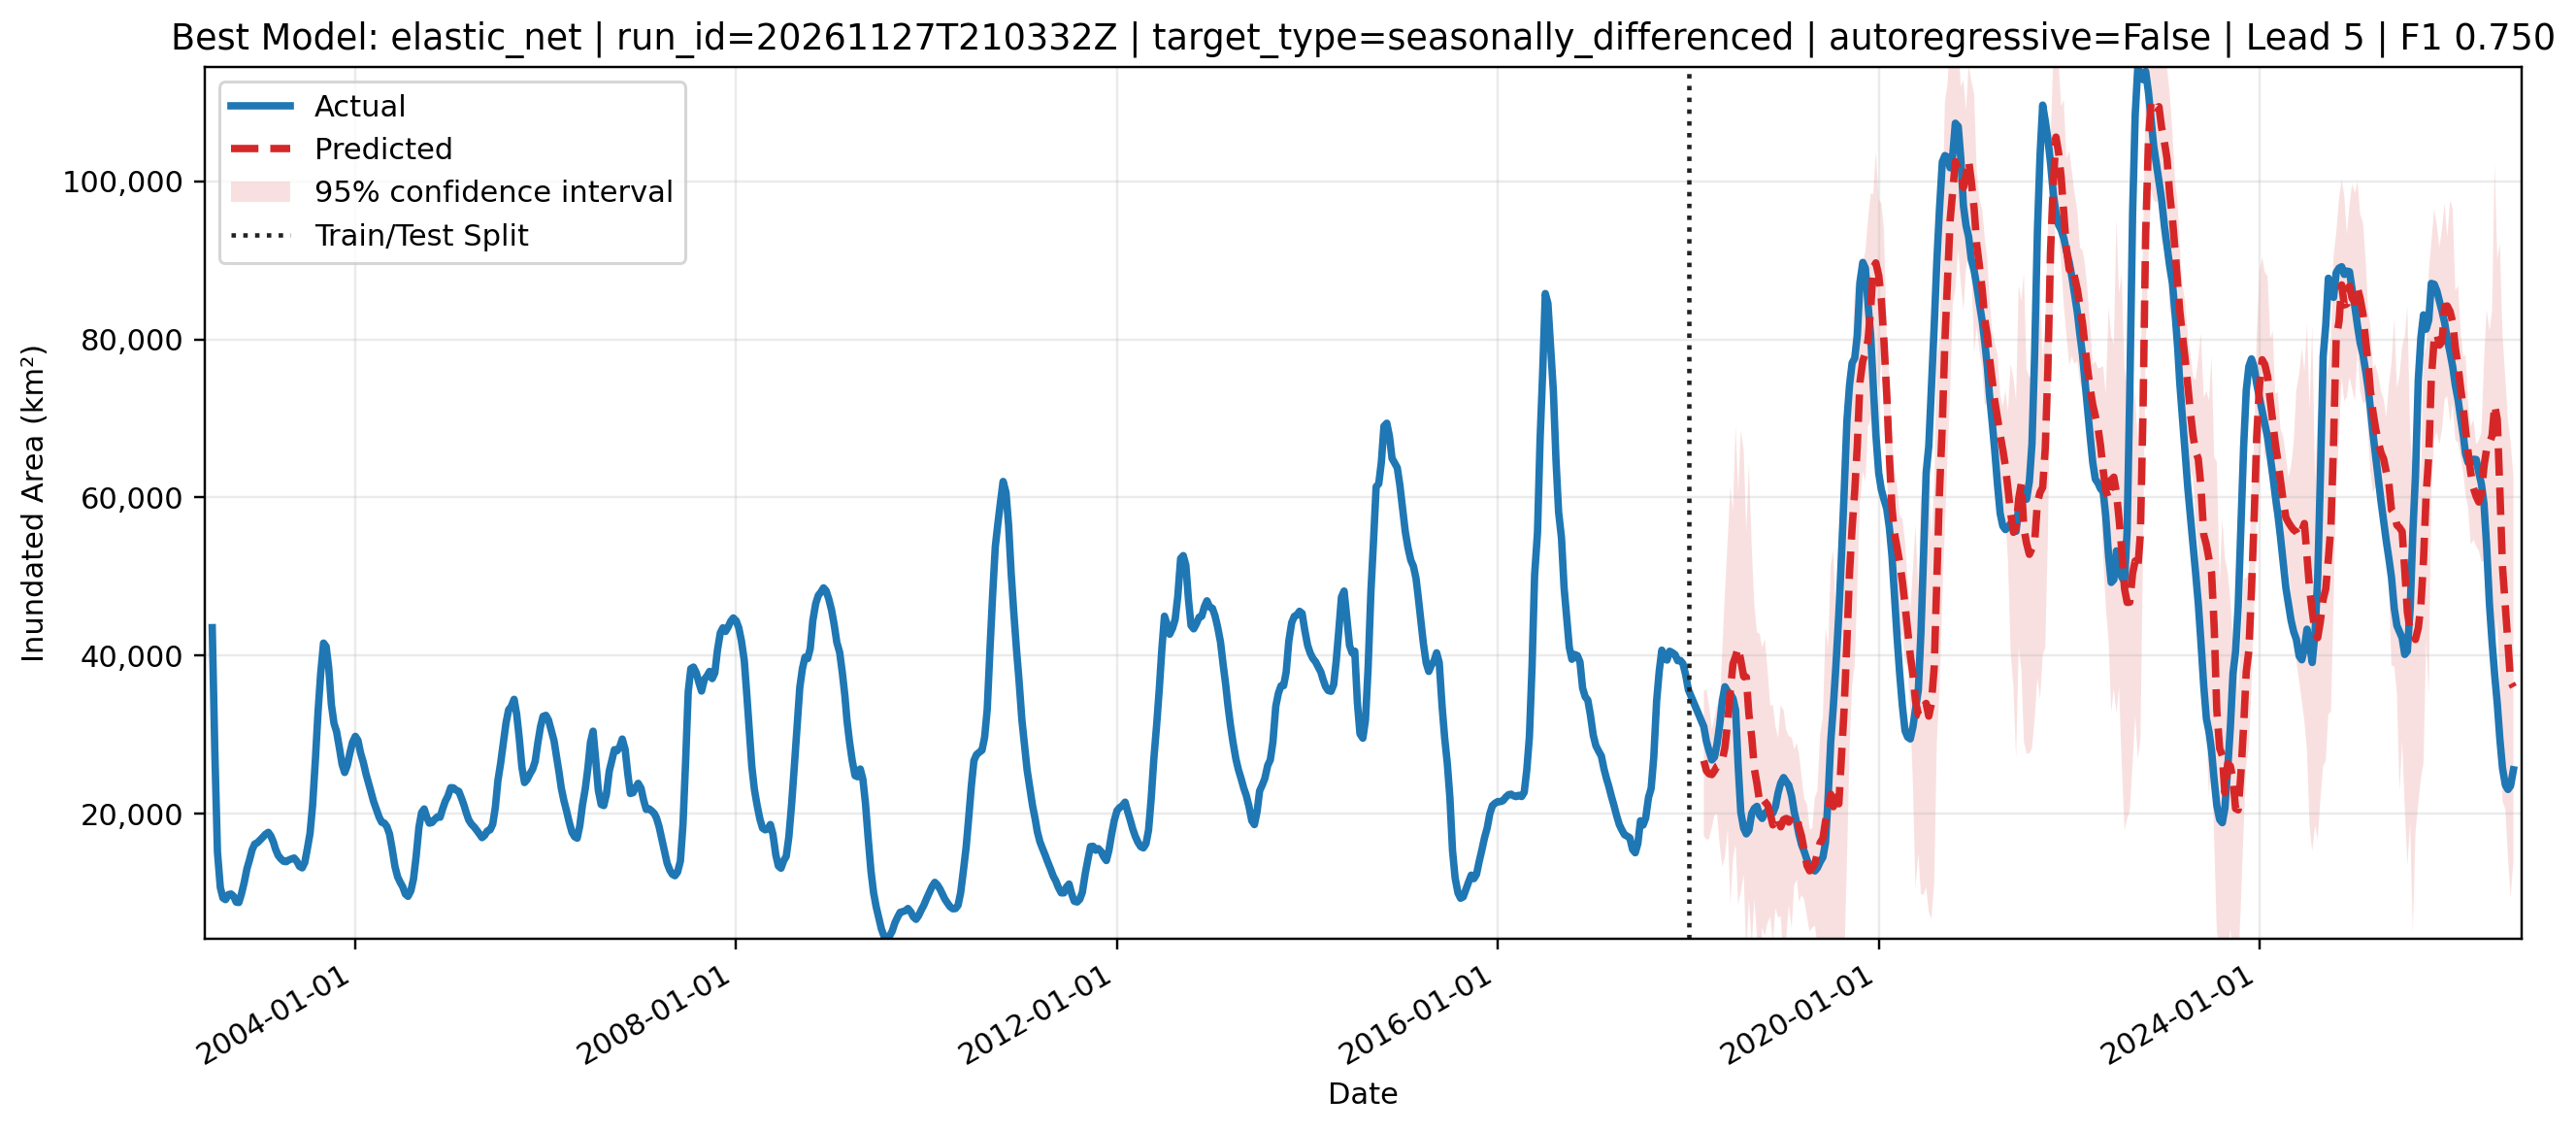 Best Model: elastic_net | run_id=20261127T210332Z | target_type=seasonally_differenced | autoregressive=False | Lead 5 | F1 0.750
Actual
Predicted
95% confidence interval
Train/Test Split
Inundated Area (km²)
100,000
80,000
60,000
40,000
20,000
2004-01-01
2008-01-01
2012-01-01
2016-01-01
2020-01-01
2024-01-01
Date